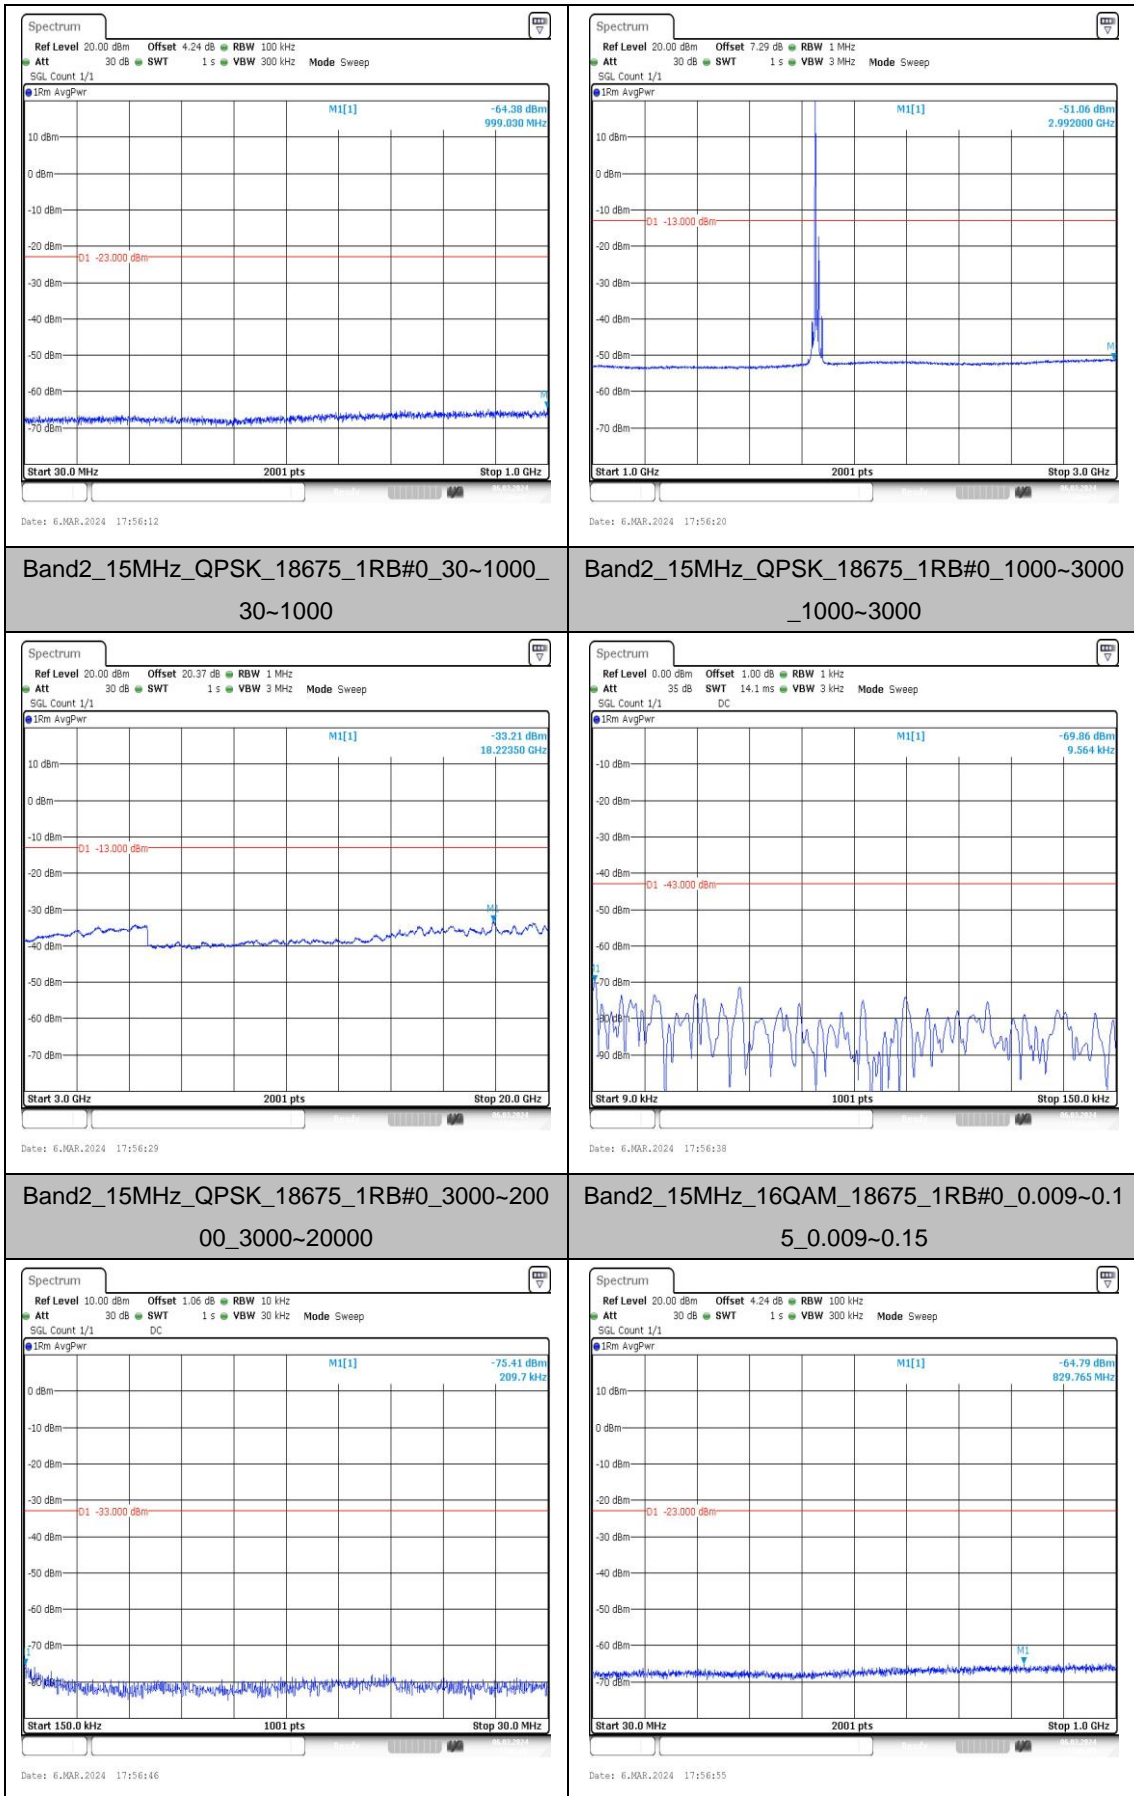 Spectrum
Ref Level 20.00 dBm Offset 4.24 dB RBW 100 kHz
Att 30 dB SWT 1 s VBW 300 kHz Mode Sweep
SGL Count 1/1
1Rm AvgPwr
M1[1] -64.38 dBm
999.030 MHz
10 dBm
0 dBm
-10 dBm
-20 dBm
D1 -23.000 dBm
-30 dBm
-40 dBm
-50 dBm
-60 dBm
M
-70 dBm
Start 30.0 MHz 2001 pts Stop 1.0 GHz
Date: 6.MAR.2024 17:56:12
Spectrum
Ref Level 20.00 dBm Offset 7.29 dB RBW 1 MHz
Att 30 dB SWT 1 s VBW 3 MHz Mode Sweep
SGL Count 1/1
1Rm AvgPwr
M1[1] -51.06 dBm
2.992000 GHz
10 dBm
0 dBm
-10 dBm
D1 -13.000 dBm
-20 dBm
-30 dBm
-40 dBm
-50 dBm
M
-60 dBm
-70 dBm
Start 1.0 GHz 2001 pts Stop 3.0 GHz
Date: 6.MAR.2024 17:56:20
Band2_15MHz_QPSK_18675_1RB#0_30~1000_
30~1000
Band2_15MHz_QPSK_18675_1RB#0_1000~3000
_1000~3000
Spectrum
Ref Level 20.00 dBm Offset 20.37 dB RBW 1 MHz
Att 30 dB SWT 1 s VBW 3 MHz Mode Sweep
SGL Count 1/1
1Rm AvgPwr
M1[1] -33.21 dBm
18.22350 GHz
10 dBm
0 dBm
-10 dBm
D1 -13.000 dBm
-20 dBm
-30 dBm
M1
-40 dBm
-50 dBm
-60 dBm
-70 dBm
Start 3.0 GHz 2001 pts Stop 20.0 GHz
Date: 6.MAR.2024 17:56:29
Spectrum
Ref Level 0.00 dBm Offset 1.00 dB RBW 1 kHz
Att 35 dB SWT 14.1 ms VBW 3 kHz Mode Sweep
SGL Count 1/1 DC
1Rm AvgPwr
M1[1] -69.86 dBm
9.564 kHz
-10 dBm
-20 dBm
-30 dBm
-40 dBm
D1 -43.000 dBm
-50 dBm
-60 dBm
-70 dBm
-80 dBm
-90 dBm
Start 9.0 kHz 1001 pts Stop 150.0 kHz
Date: 6.MAR.2024 17:56:38
Band2_15MHz_QPSK_18675_1RB#0_3000~200
00_3000~20000
Band2_15MHz_16QAM_18675_1RB#0_0.009~0.1
5_0.009~0.15
Spectrum
Ref Level 10.00 dBm Offset 1.06 dB RBW 10 kHz
Att 30 dB SWT 1 s VBW 30 kHz Mode Sweep
SGL Count 1/1 DC
1Rm AvgPwr
M1[1] -75.41 dBm
209.7 kHz
0 dBm
-10 dBm
-20 dBm
-30 dBm
D1 -33.000 dBm
-40 dBm
-50 dBm
-60 dBm
-70 dBm
-80 dBm
Start 150.0 kHz 1001 pts Stop 30.0 MHz
Date: 6.MAR.2024 17:56:46
Spectrum
Ref Level 20.00 dBm Offset 4.24 dB RBW 100 kHz
Att 30 dB SWT 1 s VBW 300 kHz Mode Sweep
SGL Count 1/1
1Rm AvgPwr
M1[1] -64.79 dBm
829.765 MHz
10 dBm
0 dBm
-10 dBm
-20 dBm
D1 -23.000 dBm
-30 dBm
-40 dBm
-50 dBm
-60 dBm
M1
-70 dBm
Start 30.0 MHz 2001 pts Stop 1.0 GHz
Date: 6.MAR.2024 17:56:55